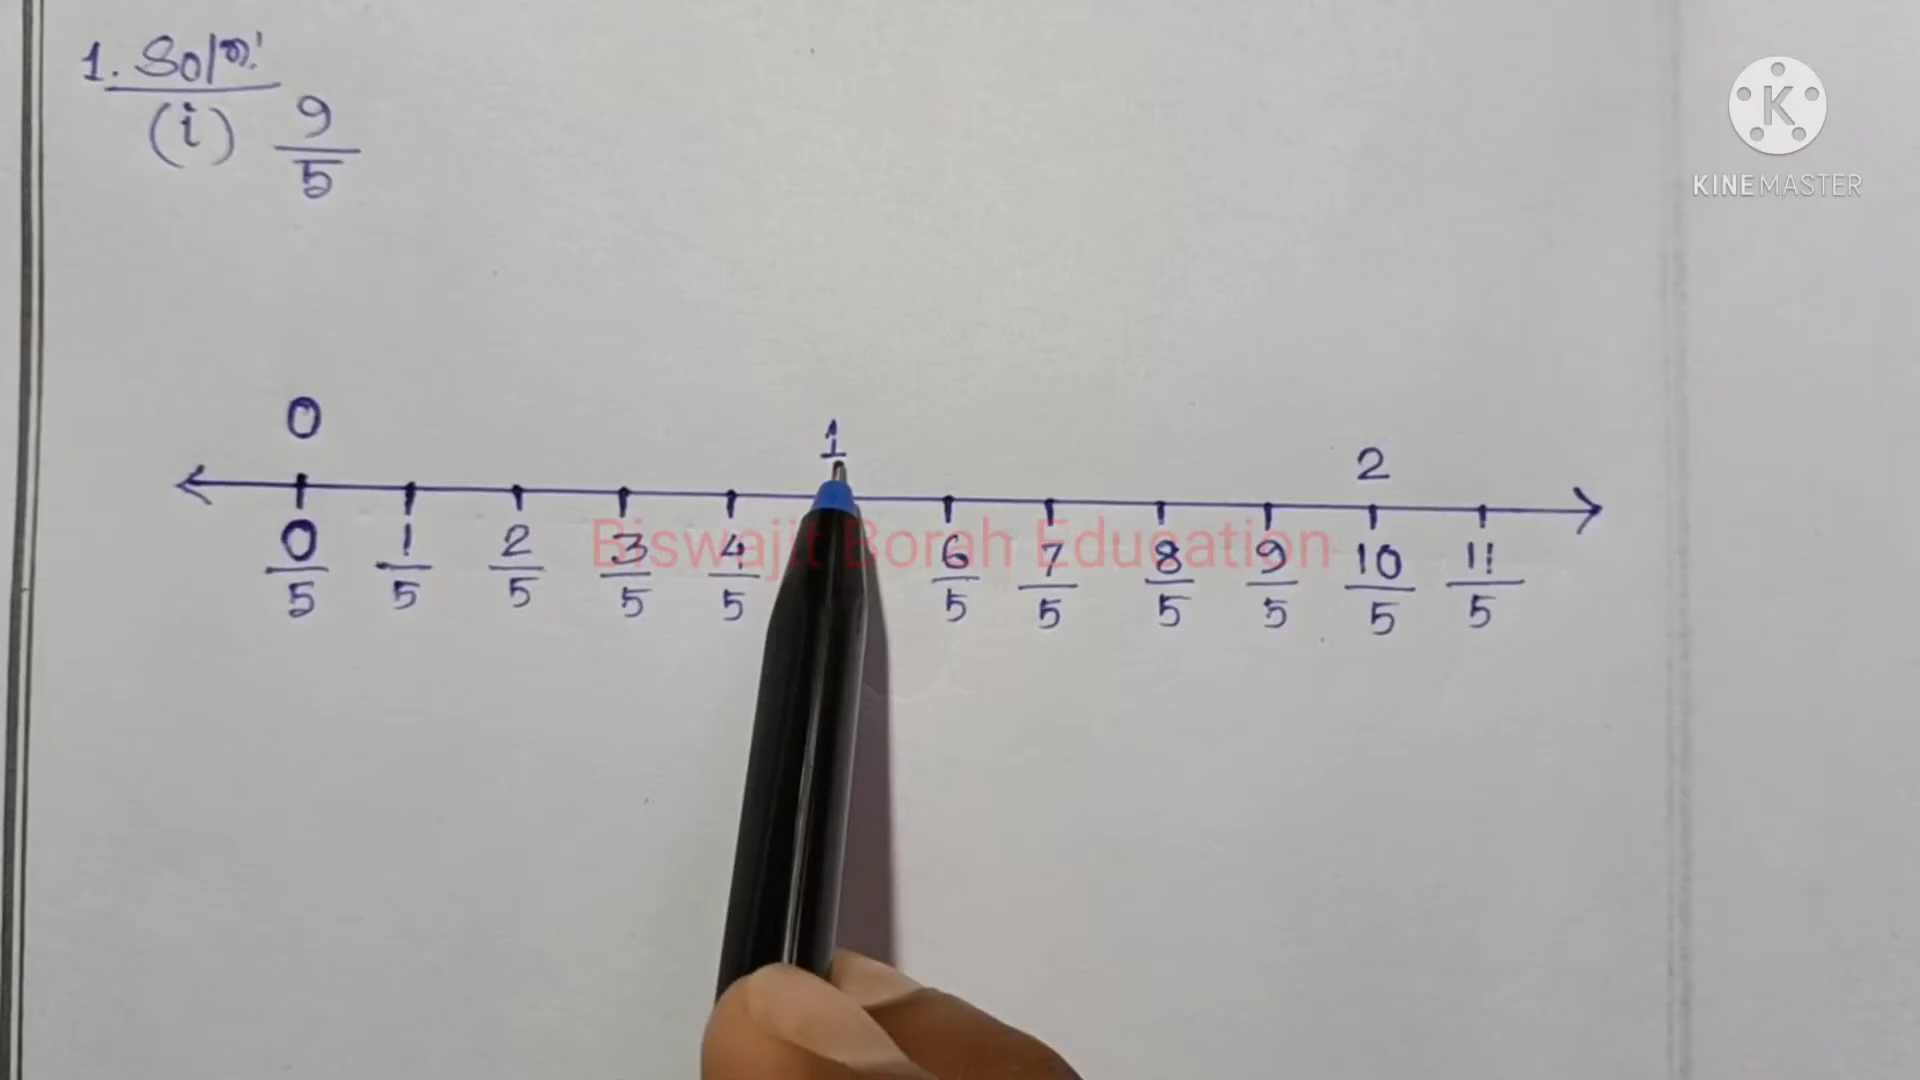 1. Solⁿ:
(i) 9/5
KINEMASTER
0 1 2
0/5 1/5 2/5 3/5 4/5 6/5 7/5 8/5 9/5 10/5 11/5
Biswajit Borah Education